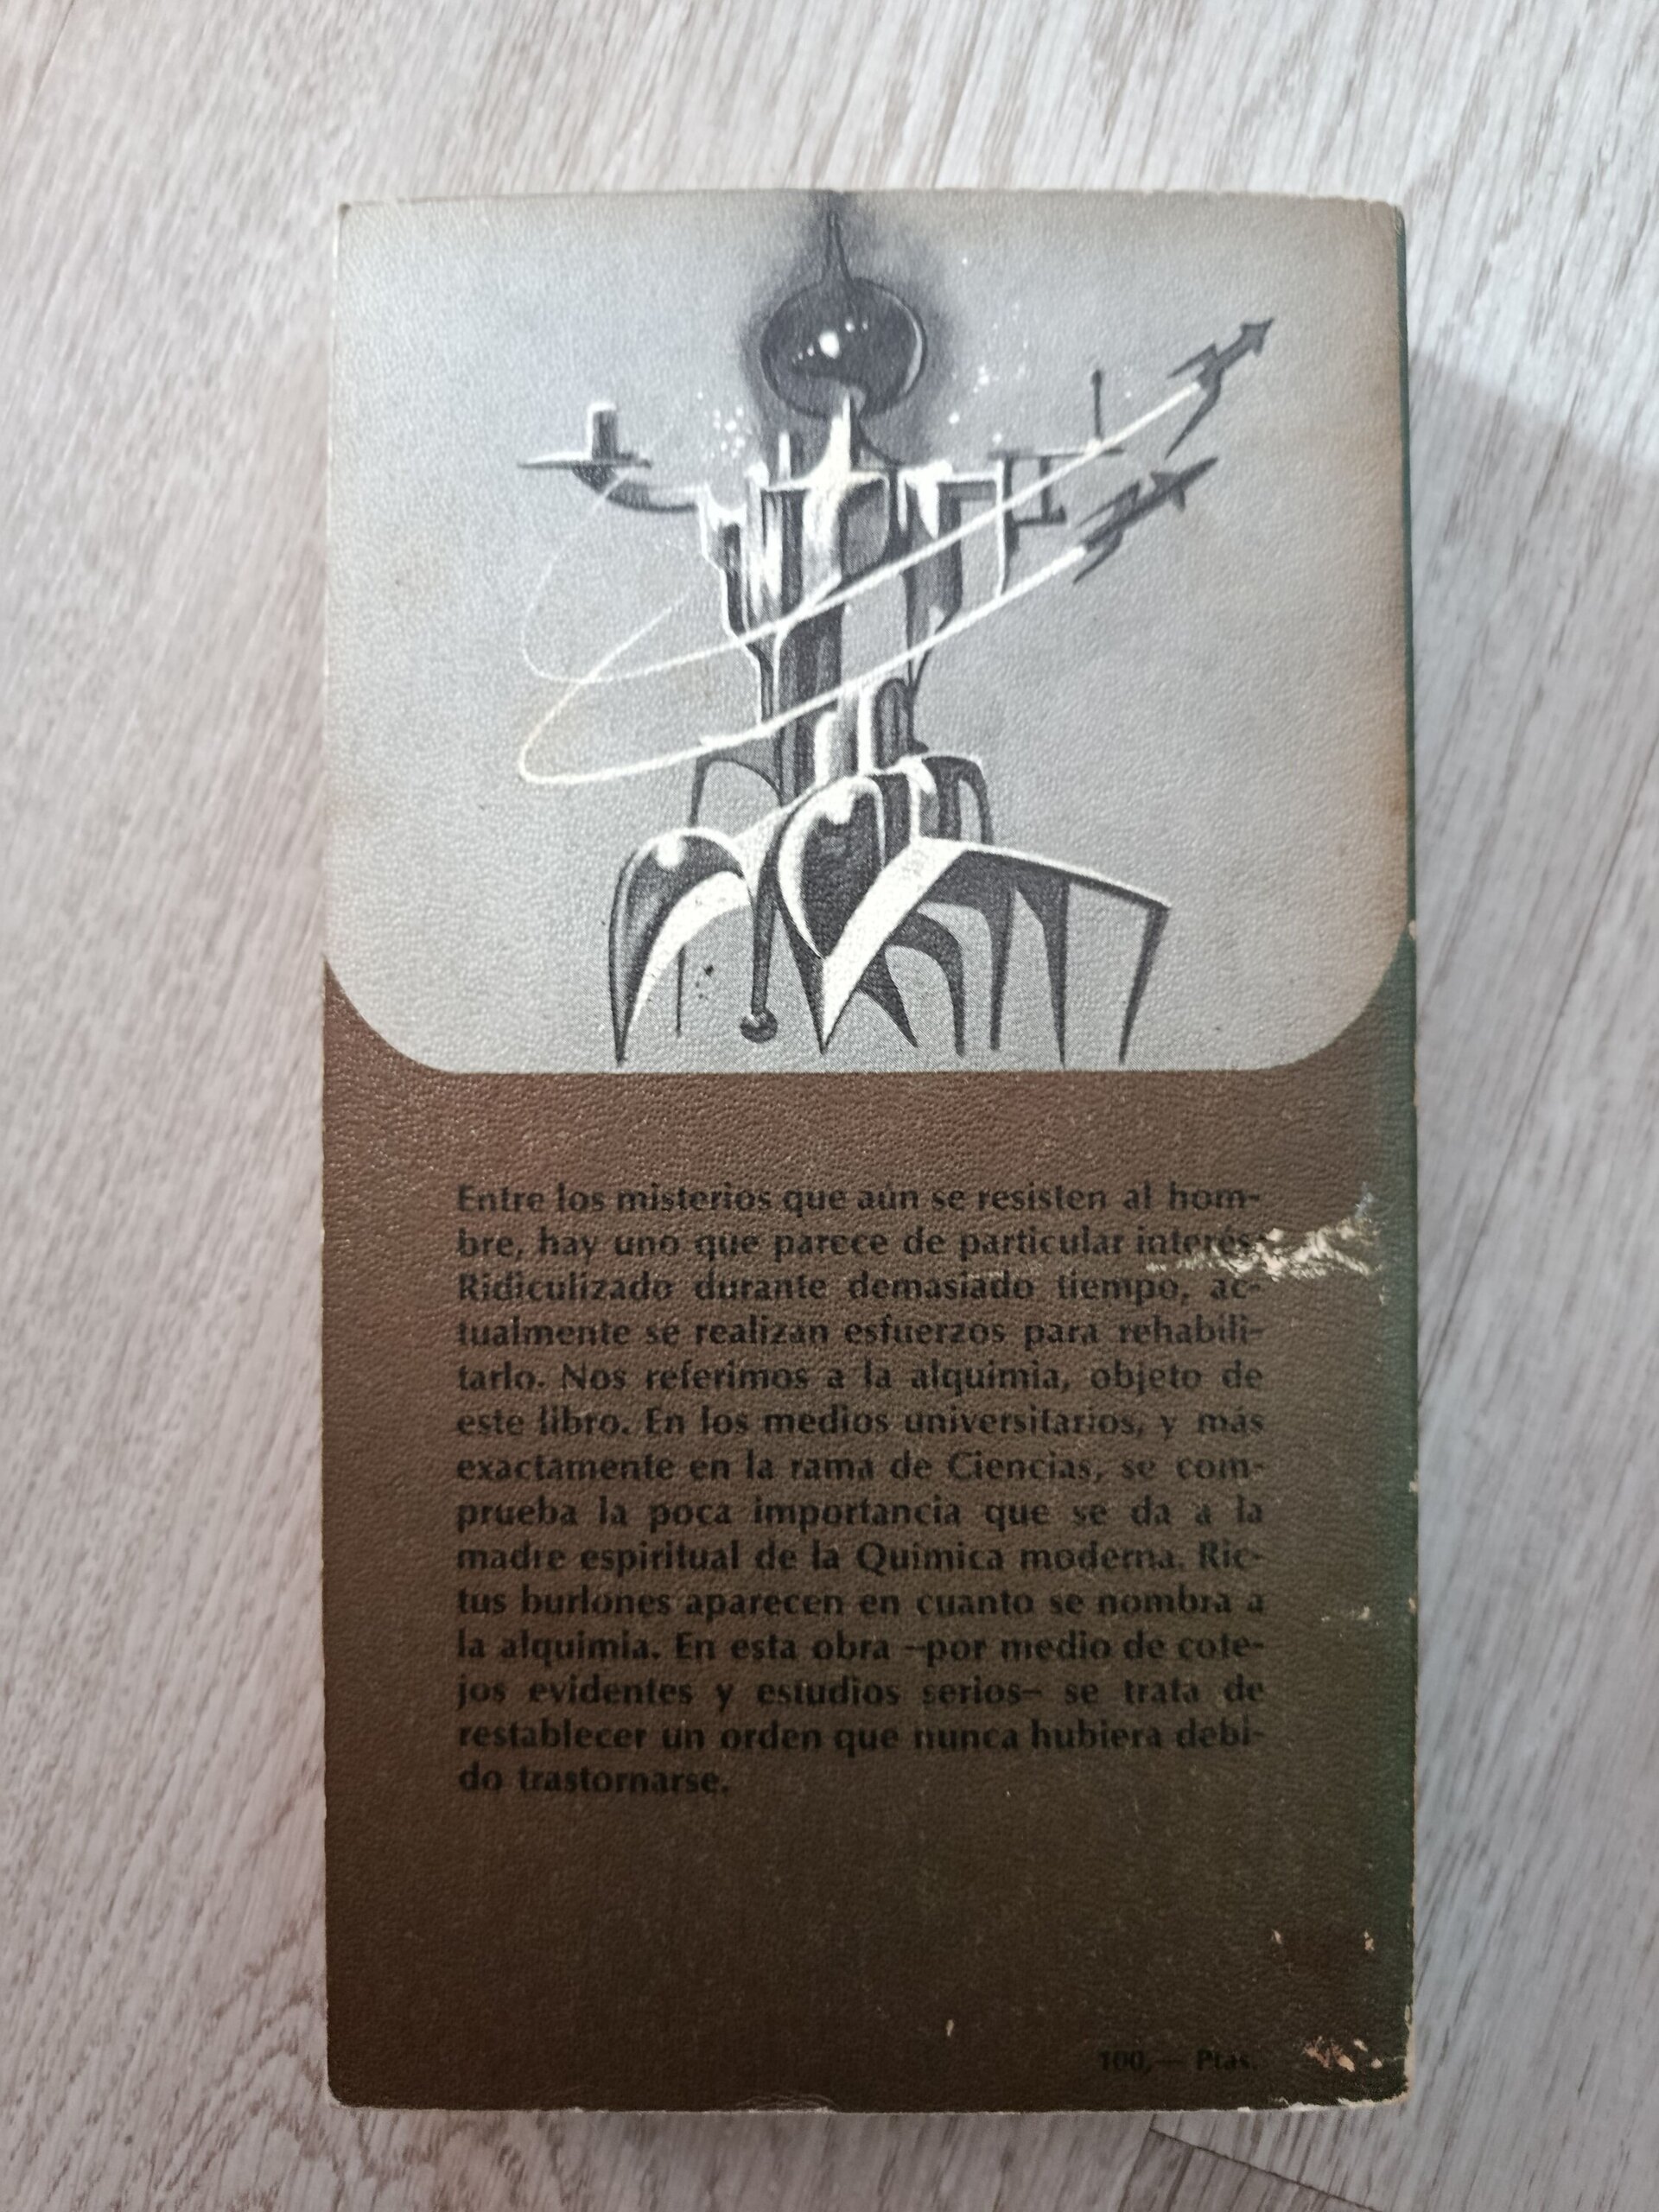 Entre los misterios que aún se resisten al hom-
bre, hay uno que parece de particular interés.
Ridiculizado durante demasiado tiempo, ac-
tualmente se realizan esfuerzos para rehabili-
tarlo. Nos referimos a la alquimia, objeto de
este libro. En los medios universitarios, y más
exactamente en la rama de Ciencias, se com-
prueba la poca importancia que se da a la
madre espiritual de la Química moderna. Ric-
tus burlones aparecen en cuanto se nombra a
la alquimia. En esta obra –por medio de cote-
jos evidentes y estudios serios– se trata de
restablecer un orden que nunca hubiera debi-
do trastornarse.
100,— Ptas.